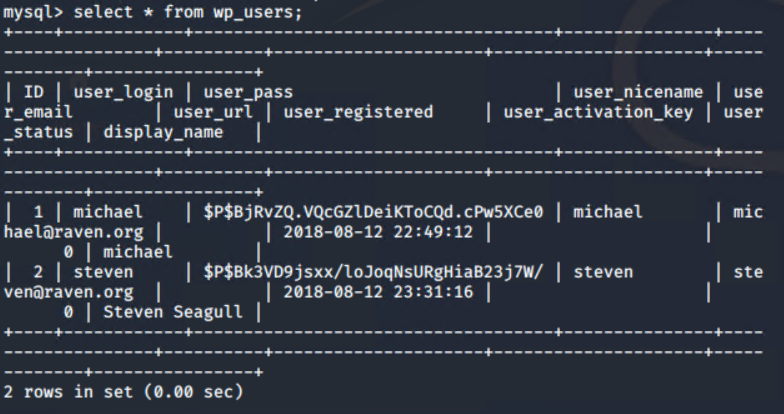 mysql> select * from wp_users;
+----+------------+------------------------------------+---------------+----
---------------+----------+---------------------+---------------------+-----
--------+----------------+
| ID | user_login | user_pass                          | user_nicename | use
r_email        | user_url | user_registered     | user_activation_key | user
_status | display_name   |
+----+------------+------------------------------------+---------------+----
---------------+----------+---------------------+---------------------+-----
--------+----------------+
|  1 | michael    | $P$BjRvZQ.VQcGZlDeiKToCQd.cPw5XCe0 | michael       | mic
hael@raven.org |          | 2018-08-12 22:49:12 |                     |
      0 | michael        |
|  2 | steven     | $P$Bk3VD9jsxx/loJoqNsURgHiaB23j7W/ | steven        | ste
ven@raven.org  |          | 2018-08-12 23:31:16 |                     |
      0 | Steven Seagull |
+----+------------+------------------------------------+---------------+----
---------------+----------+---------------------+---------------------+-----
--------+----------------+
2 rows in set (0.00 sec)